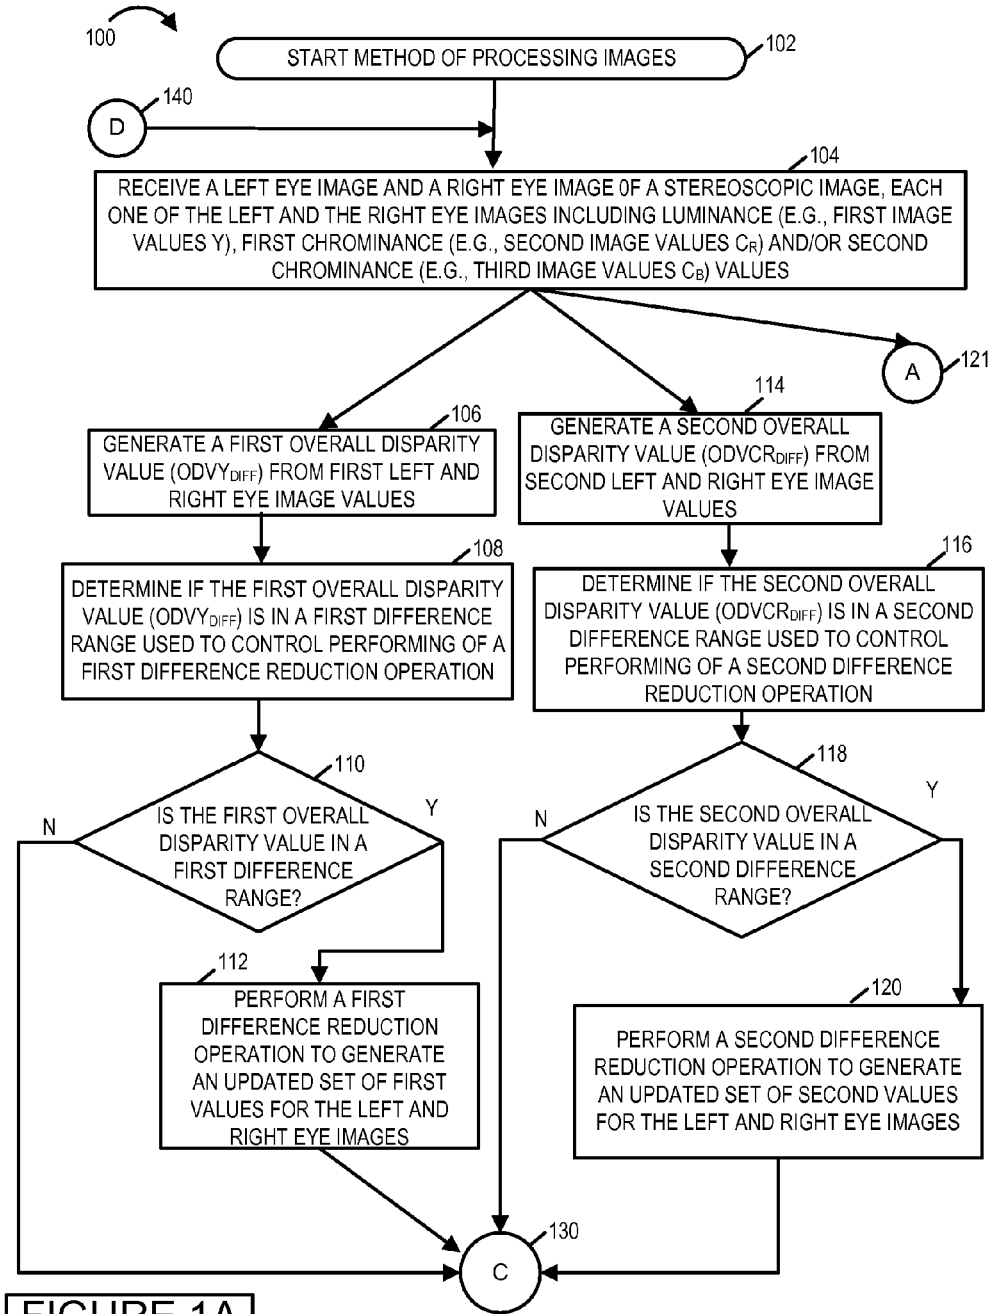 100
START METHOD OF PROCESSING IMAGES
102
D
140
104
RECEIVE A LEFT EYE IMAGE AND A RIGHT EYE IMAGE 0F A STEREOSCOPIC IMAGE, EACH
ONE OF THE LEFT AND THE RIGHT EYE IMAGES INCLUDING LUMINANCE (E.G., FIRST IMAGE
VALUES Y), FIRST CHROMINANCE (E.G., SECOND IMAGE VALUES CR) AND/OR SECOND
CHROMINANCE (E.G., THIRD IMAGE VALUES CB) VALUES
A
121
106
GENERATE A FIRST OVERALL DISPARITY
VALUE (ODVYDIFF) FROM FIRST LEFT AND
RIGHT EYE IMAGE VALUES
114
GENERATE A SECOND OVERALL
DISPARITY VALUE (ODVCRDIFF) FROM
SECOND LEFT AND RIGHT EYE IMAGE
VALUES
108
DETERMINE IF THE FIRST OVERALL DISPARITY
VALUE (ODVYDIFF) IS IN A FIRST DIFFERENCE
RANGE USED TO CONTROL PERFORMING OF A
FIRST DIFFERENCE REDUCTION OPERATION
116
DETERMINE IF THE SECOND OVERALL
DISPARITY VALUE (ODVCRDIFF) IS IN A SECOND
DIFFERENCE RANGE USED TO CONTROL
PERFORMING OF A SECOND DIFFERENCE
REDUCTION OPERATION
110
N
Y
IS THE FIRST OVERALL
DISPARITY VALUE IN A
FIRST DIFFERENCE
RANGE?
118
N
Y
IS THE SECOND OVERALL
DISPARITY VALUE IN A
SECOND DIFFERENCE
RANGE?
112
PERFORM A FIRST
DIFFERENCE REDUCTION
OPERATION TO GENERATE
AN UPDATED SET OF FIRST
VALUES FOR THE LEFT AND
RIGHT EYE IMAGES
120
PERFORM A SECOND DIFFERENCE
REDUCTION OPERATION TO GENERATE
AN UPDATED SET OF SECOND VALUES
FOR THE LEFT AND RIGHT EYE IMAGES
C
130
FIGURE 1A